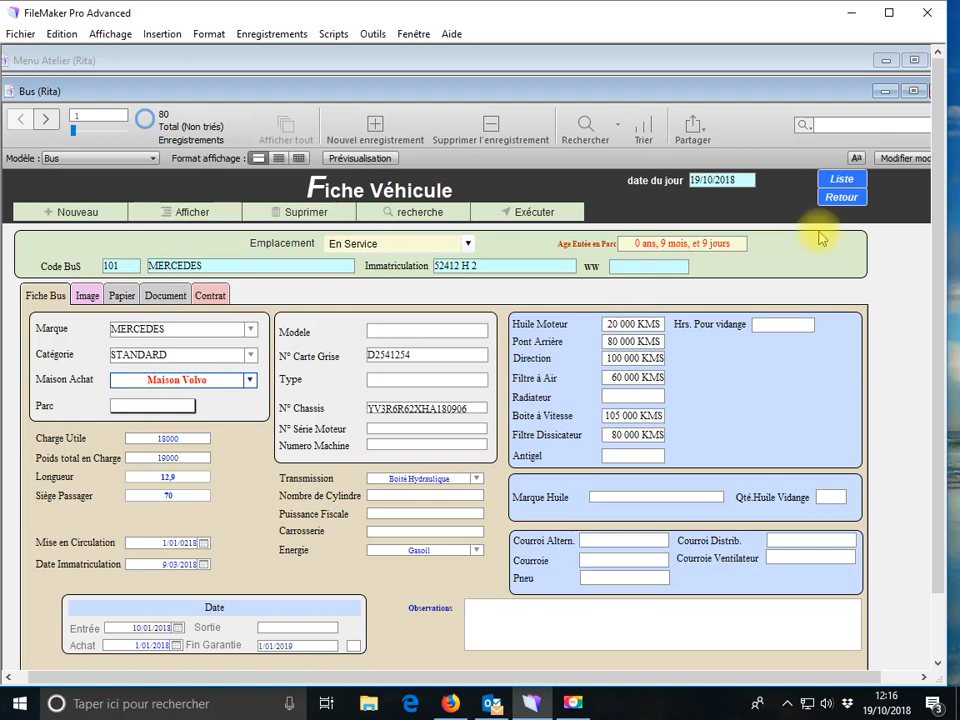 FileMaker Pro Advanced
Fichier Edition Affichage Insertion Format Enregistrements Scripts Outils Fenêtre Aide
Menu Atelier (Rita)
Bus (Rita)
1
80
Total (Non triés)
Enregistrements
Afficher tout Nouvel enregistrement Supprimer l'enregistrement Rechercher Trier Partager
Modèle : Bus Format affichage : Prévisualisation Aa Modifier mod
Fiche Véhicule
date du jour 19/10/2018
Liste
Retour
Nouveau Afficher Suprimer recherche Exécuter
Emplacement En Service Age Entée en Parc 0 ans, 9 mois, et 9 jours
Code BuS 101 MERCEDES Immatriculation 52412 H 2 WW
Fiche Bus Image Papier Document Contrat
Marque MERCEDES
Catégorie STANDARD
Maison Achat Maison Volvo
Parc
Charge Utile 18000
Poids total en Charge 19000
Longueur 12,9
Siège Passager 70
Mise en Circulation 1/01/0218
Date Immatriculation 9/03/2018
Modele
N° Carte Grise D2541254
Type
N° Chassis YV3R6R62XHA180906
N° Série Moteur
Numero Machine
Transmission Boité Hydraulique
Nombre de Cylindre
Puissance Fiscale
Carrosserie
Energie Gasoil
Huile Moteur 20 000 KMS Hrs. Pour vidange
Pont Arrière 80 000 KMS
Direction 100 000 KMS
Filtre à Air 60 000 KMS
Radiateur
Boite à Vitesse 105 000 KMS
Filtre Dissicateur 80 000 KMS
Antigel
Marque Huile Qté.Huile Vidange
Courroi Altern. Courroi Distrib.
Courroie Courroie Ventilateur
Pneu
Date
Entrée 10/01/2018 Sortie
Achat 1/01/2018 Fin Garantie 1/01/2019
Observations
Taper ici pour rechercher
12:16
19/10/2018
3